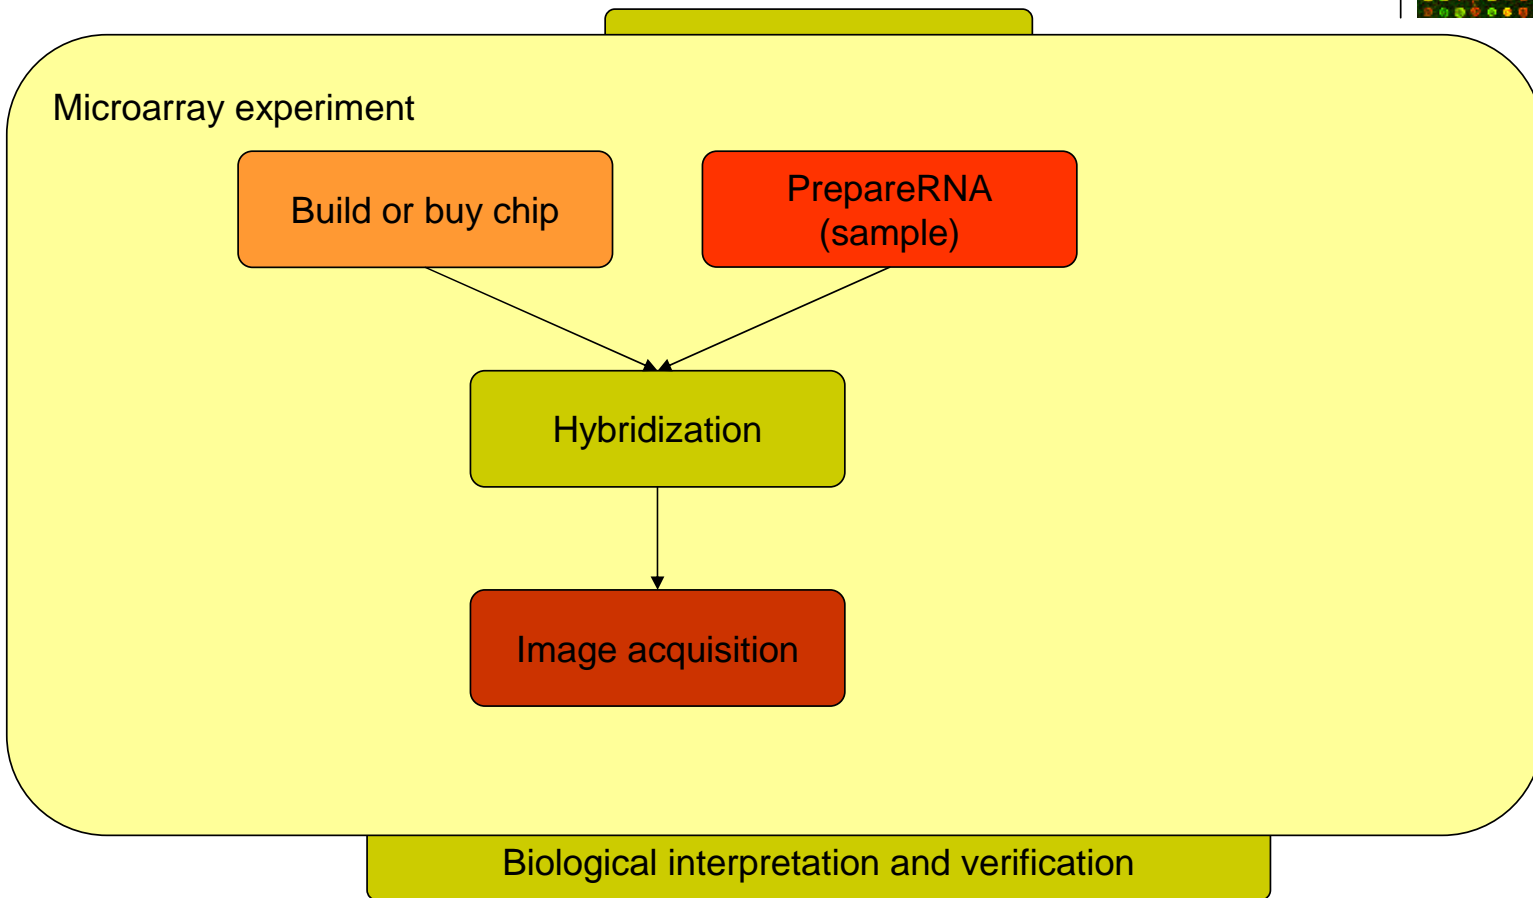 Microarray experiment
Build or buy chip
PrepareRNA
(sample)
Hybridization
Image acquisition
Biological interpretation and verification